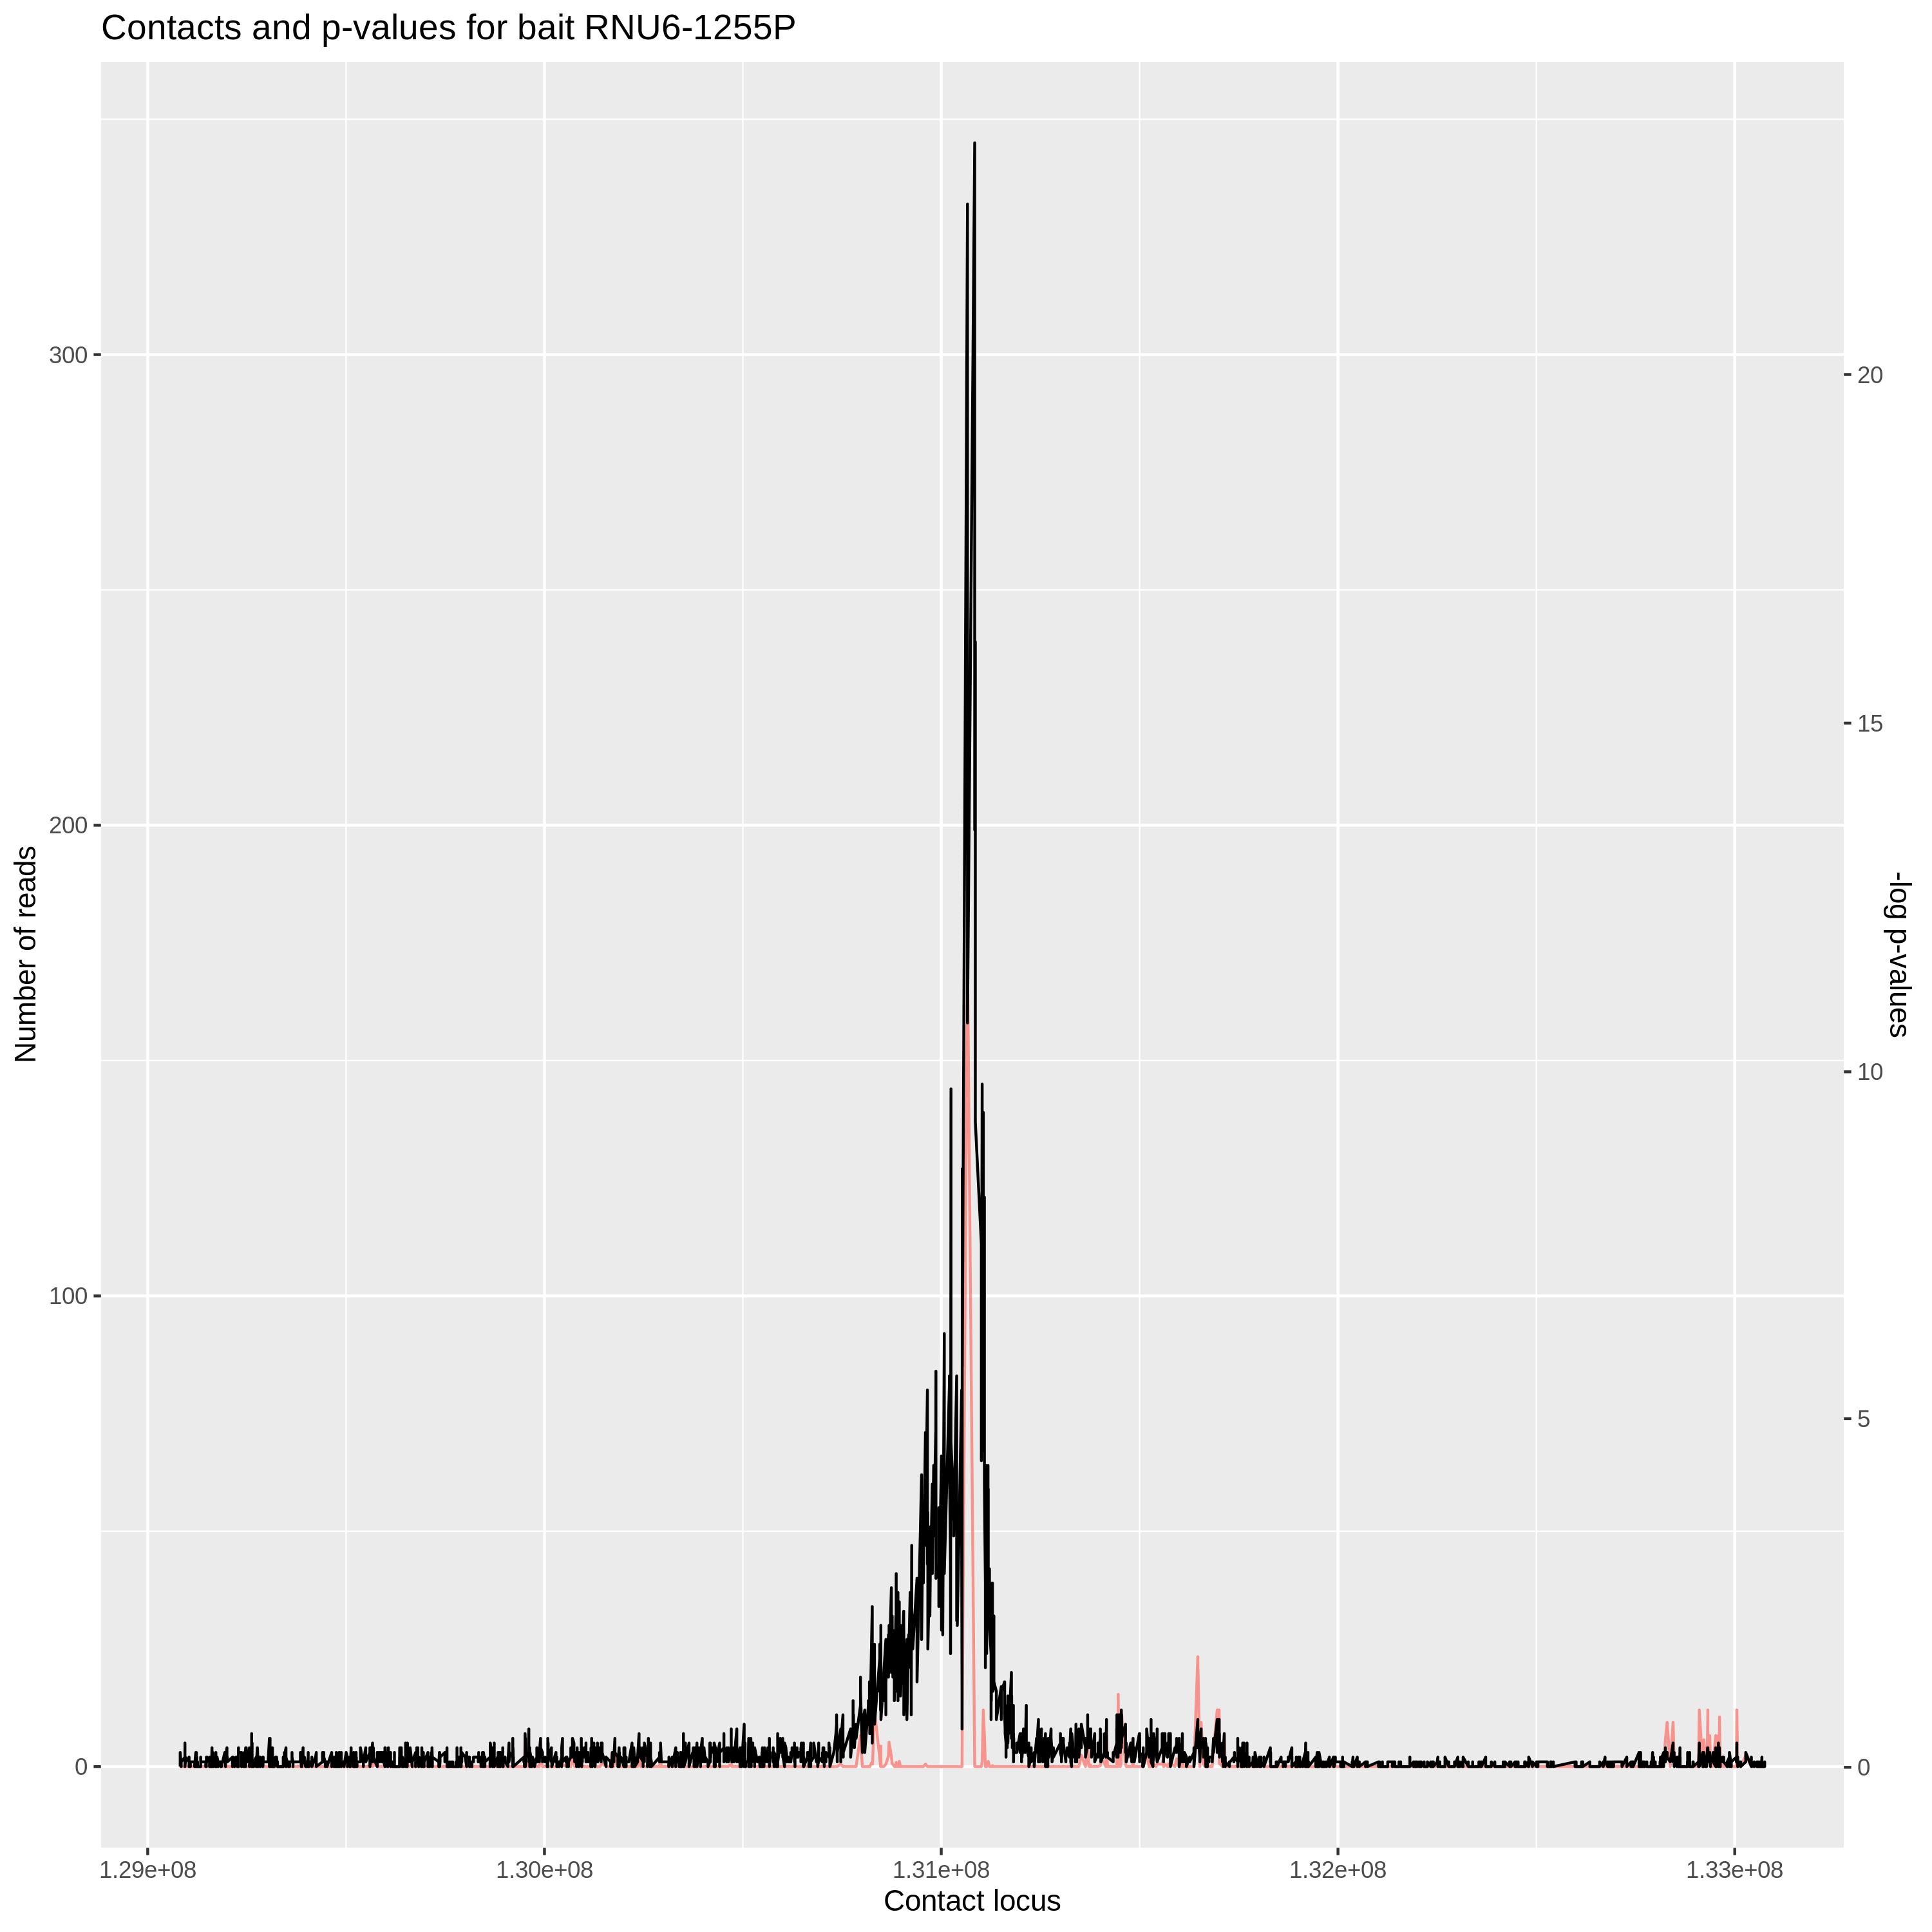 Contacts and p-values for bait RNU6-1255P
300
200
100
0
Number of reads
20
15
10
5
0
-log p-values
1.29e+08
1.30e+08
1.31e+08
1.32e+08
1.33e+08
Contact locus